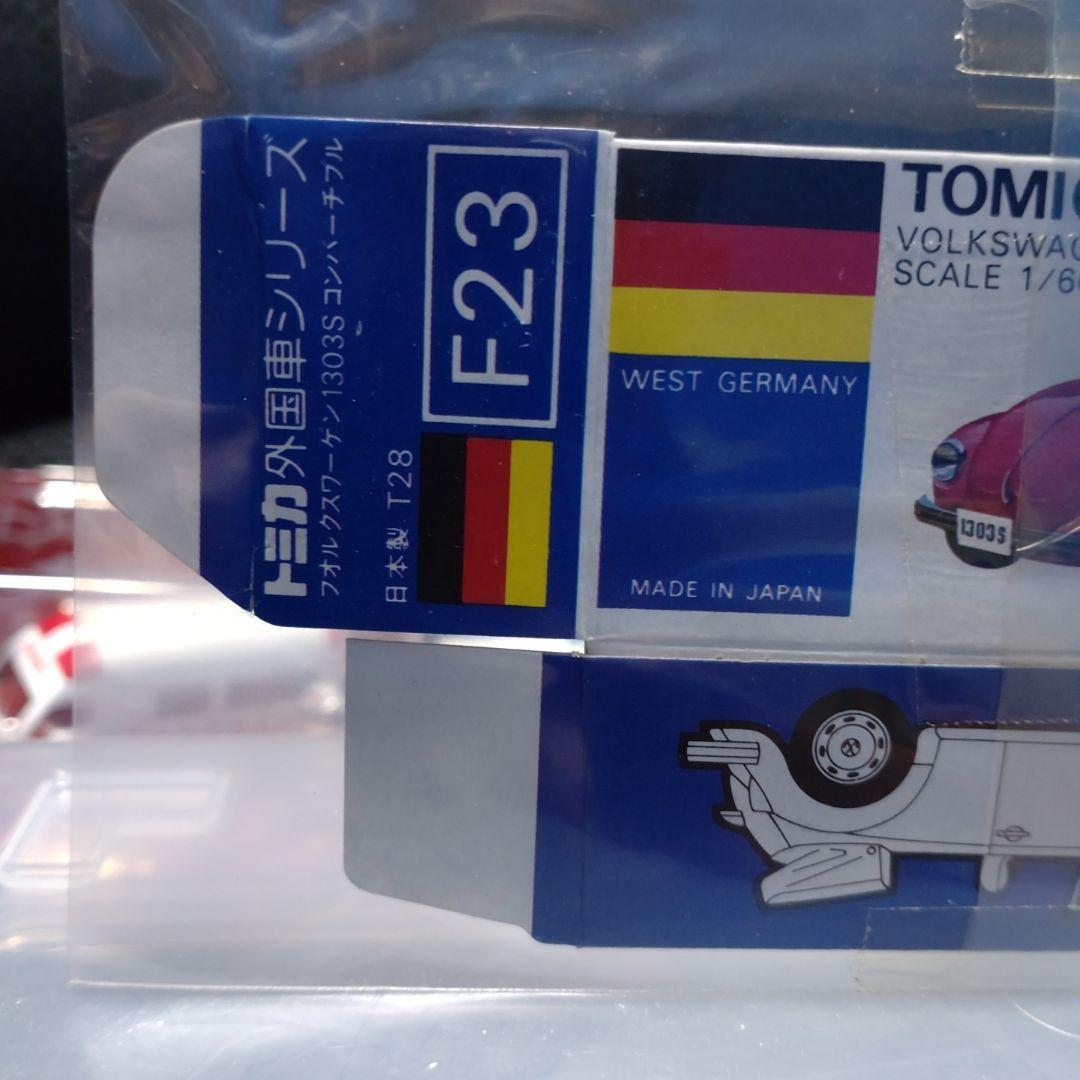 トミカ外国車シリーズ
フオルクスワーゲン1303Sコンバーチブル
日本製 T28
F23
WEST GERMANY
MADE IN JAPAN
TOMIC
VOLKSWAG
SCALE 1/6
1303S